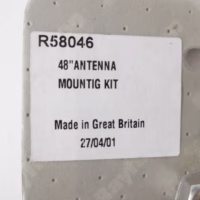 R58046
48"ANTENNA
MOUNTIG KIT
Made in Great Britain
27/04/01